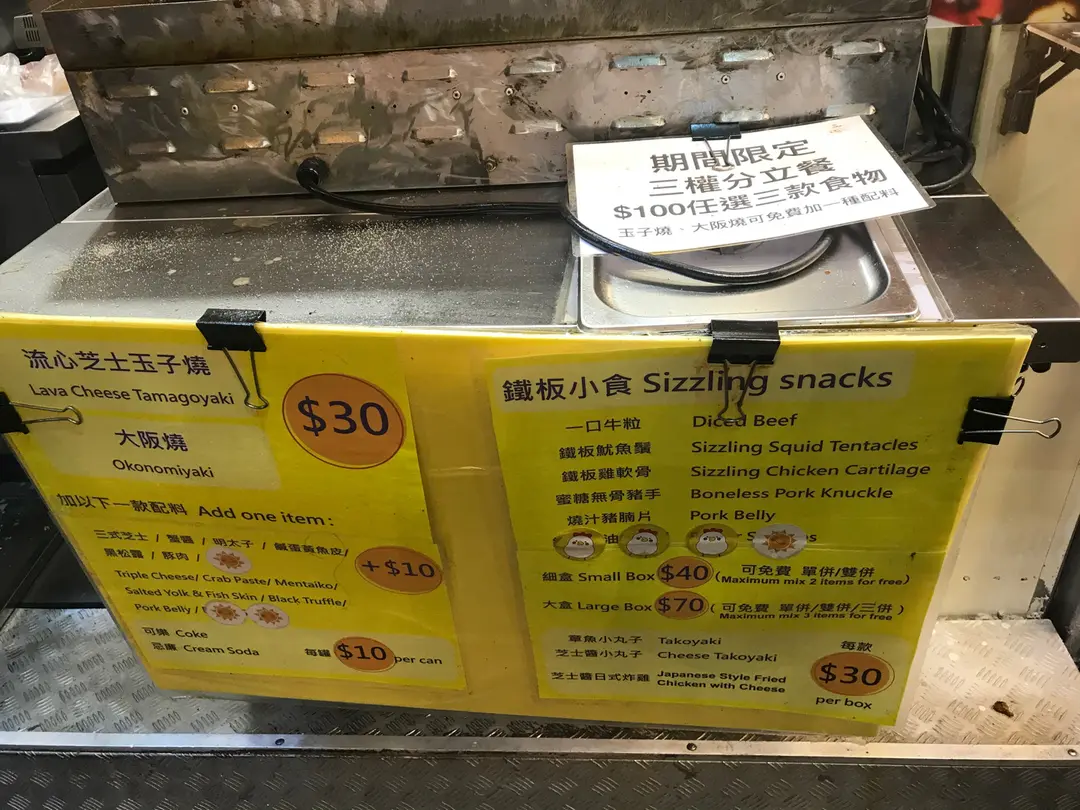 期間限定
三權分立餐
$100任選三款食物
玉子燒、大阪燒可免費加一種配料
流心芝士玉子燒
Lava Cheese Tamagoyaki
大阪燒
Okonomiyaki
$30
加以下一款配料 Add one item:
三式芝士 / 蟹醬 / 明太子 / 鹹蛋黃魚皮/
黑松露 / 豚肉 /
Triple Cheese/ Crab Paste/ Mentaiko/
Salted Yolk & Fish Skin / Black Truffle/
Pork Belly /
+$10
可樂 Coke
忌廉 Cream Soda
每罐 $10 per can
鐵板小食 Sizzling snacks
一口牛粒 Diced Beef
鐵板魷魚鬚 Sizzling Squid Tentacles
鐵板雞軟骨 Sizzling Chicken Cartilage
蜜糖無骨豬手 Boneless Pork Knuckle
燒汁豬腩片 Pork Belly
油
細盒 Small Box $40 (可免費 單併/雙併
(Maximum mix 2 items for free)
大盒 Large Box $70 (可免費 單併/雙併/三併)
Maximum mix 3 items for free
章魚小丸子 Takoyaki
芝士醬小丸子 Cheese Takoyaki
芝士醬日式炸雞 Japanese Style Fried
Chicken with Cheese
每款
$30
per box